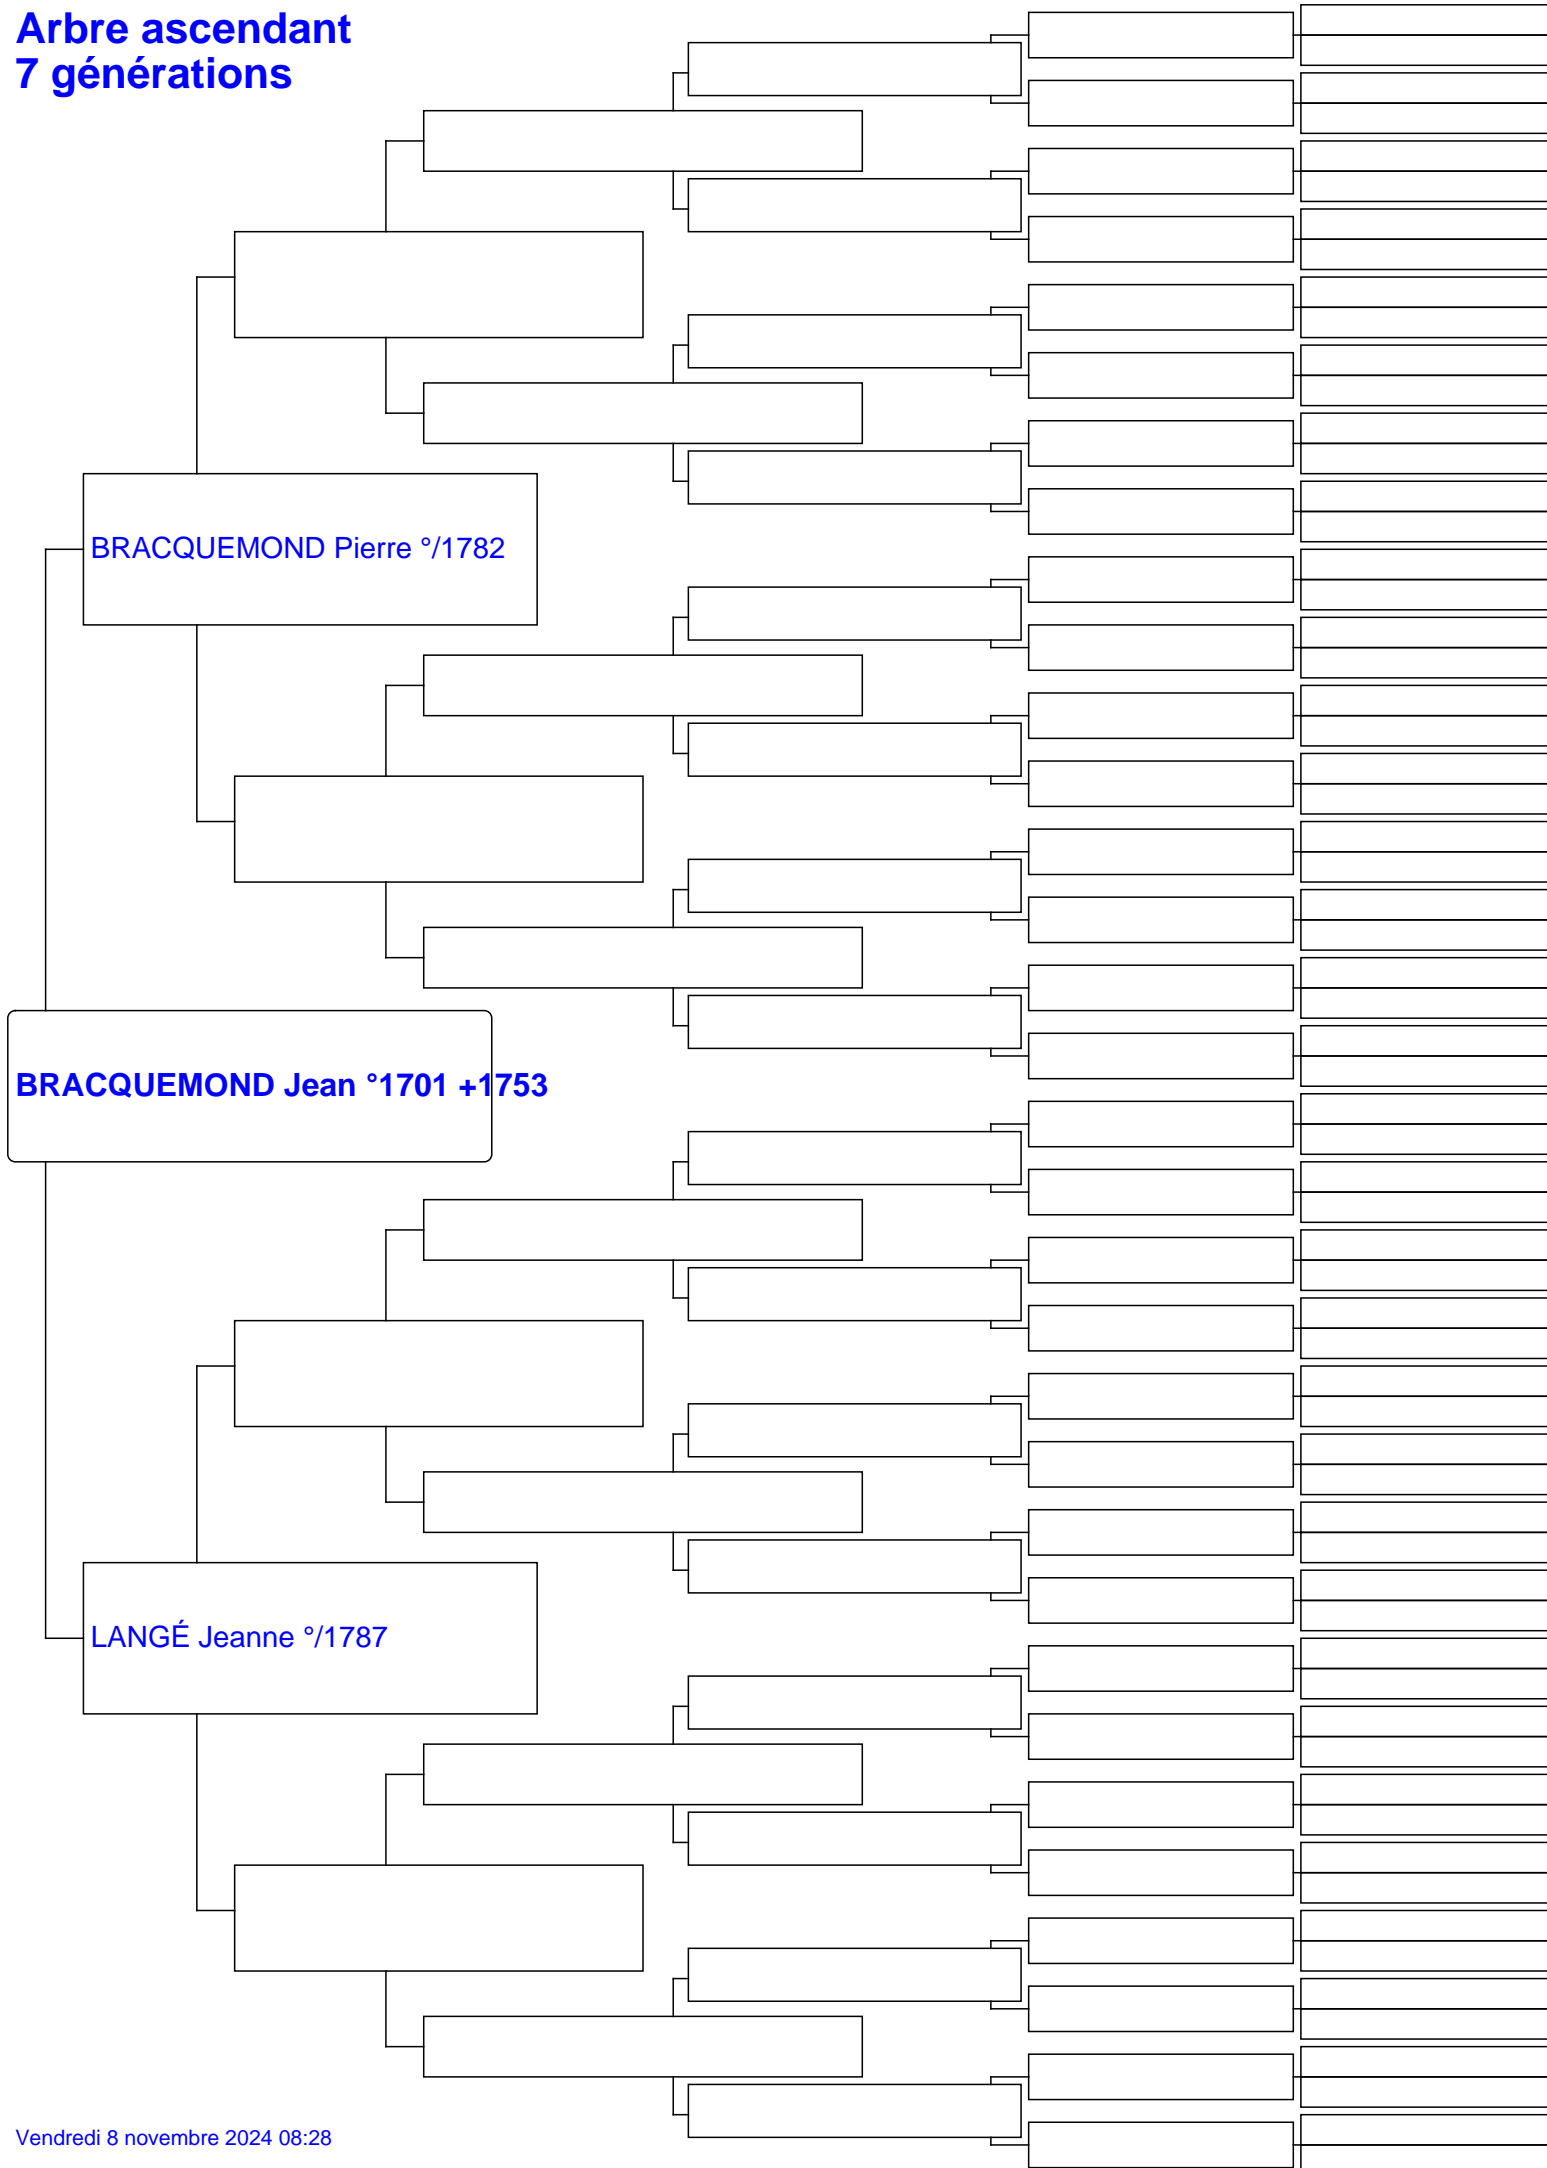 Arbre ascendant
7 générations
BRACQUEMOND Pierre °/1782
BRACQUEMOND Jean °1701 +1753
LANGÉ Jeanne °/1787
Vendredi 8 novembre 2024 08:28